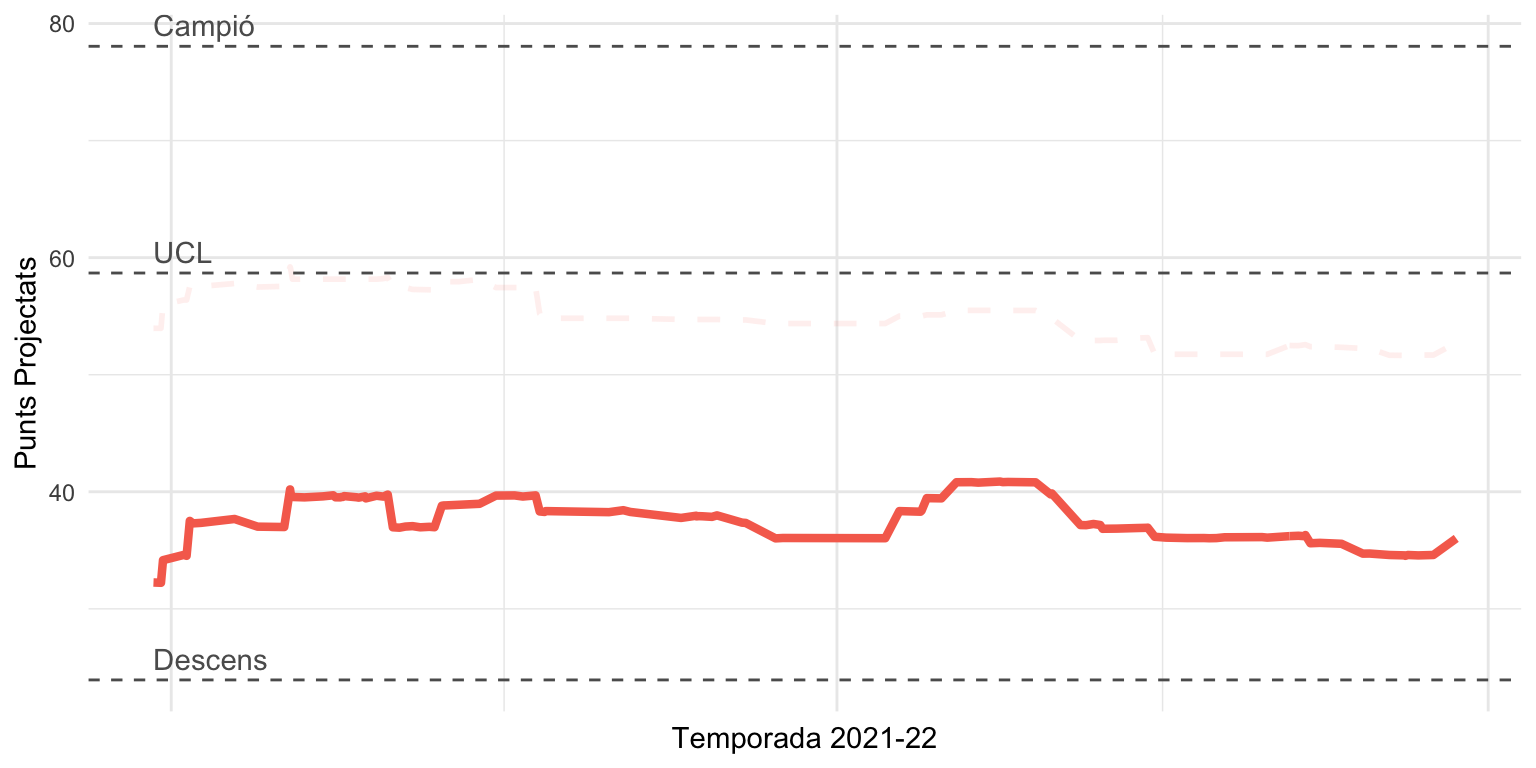 80
Campió
UCL
60
Punts Projectats
40
Descens
Temporada 2021-22